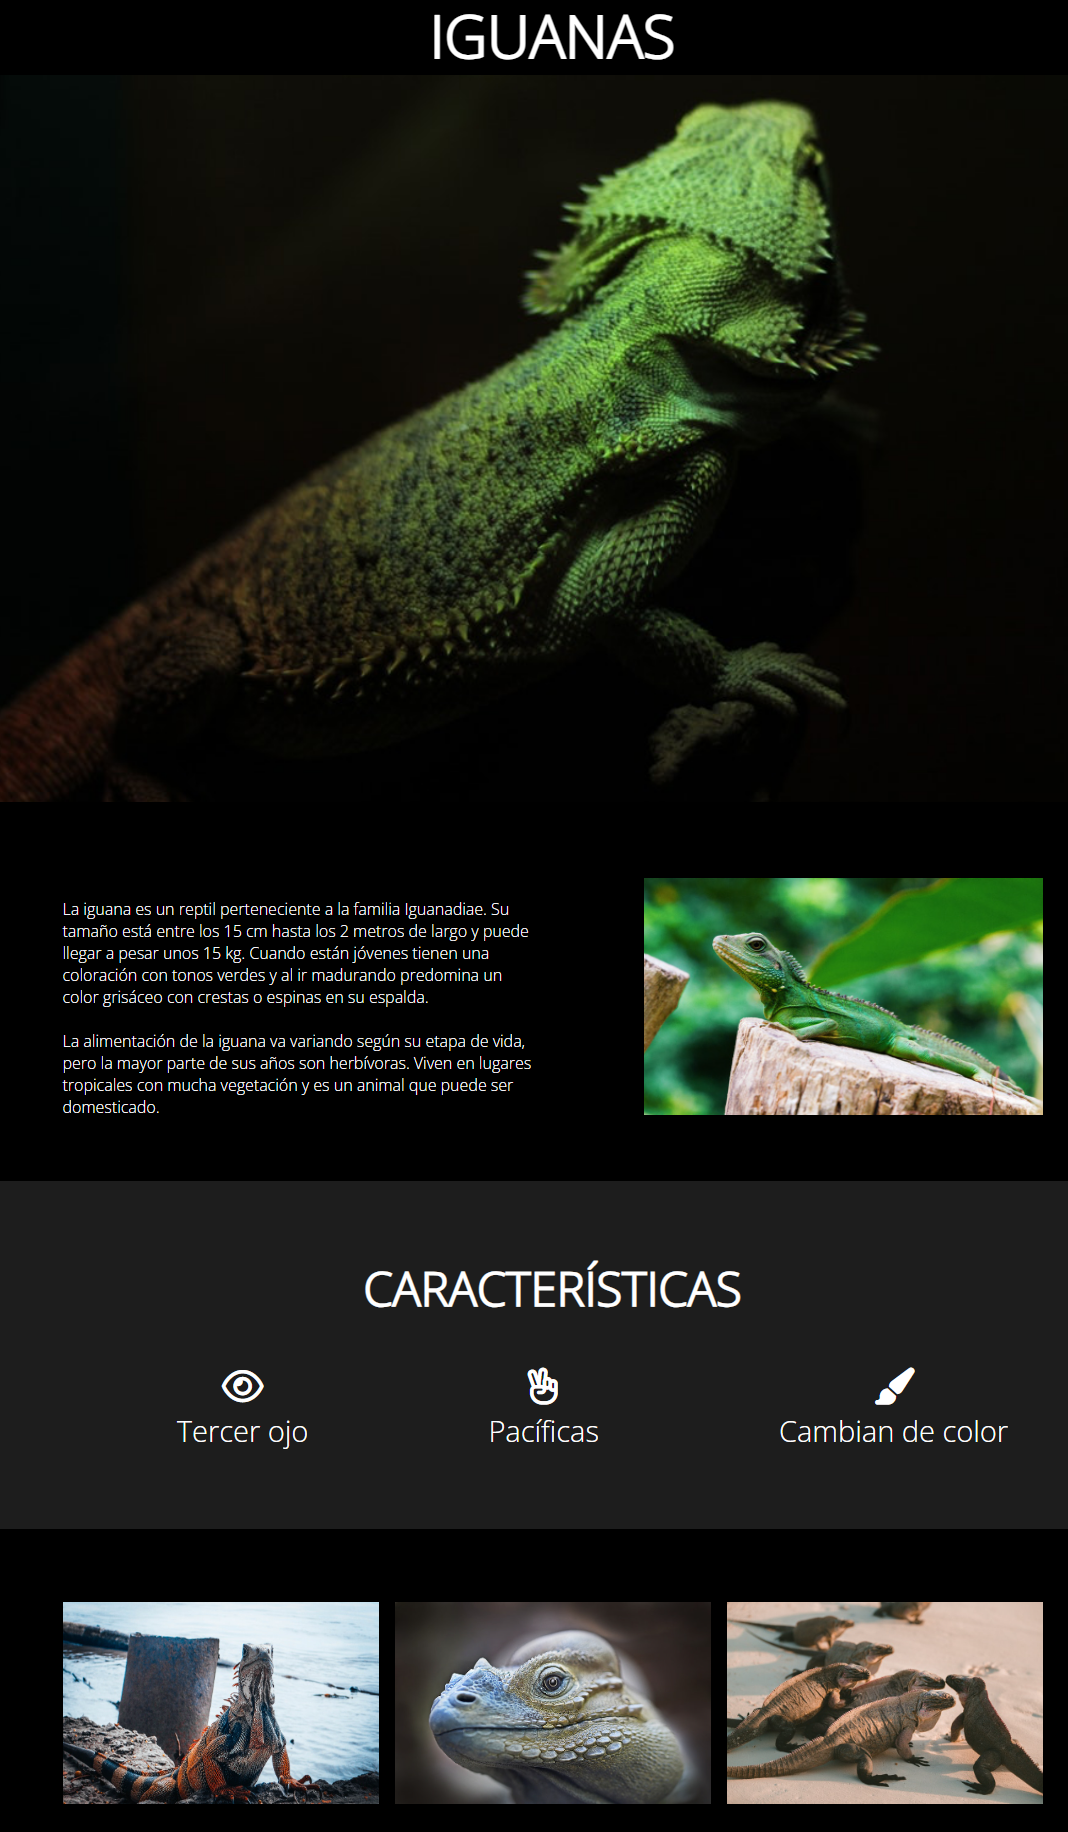 IGUANAS
La iguana es un reptil perteneciente a la familia Iguanadiae. Su
tamaño está entre los 15 cm hasta los 2 metros de largo y puede
llegar a pesar unos 15 kg. Cuando están jóvenes tienen una
coloración con tonos verdes y al ir madurando predomina un
color grisáceo con crestas o espinas en su espalda.
La alimentación de la iguana va variando según su etapa de vida,
pero la mayor parte de sus años son herbívoras. Viven en lugares
tropicales con mucha vegetación y es un animal que puede ser
domesticado.
CARACTERÍSTICAS
Tercer ojo
Pacíficas
Cambian de color